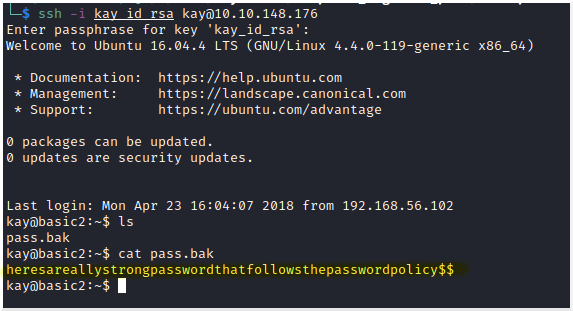 $ ssh -i kay_id_rsa kay@10.10.148.176
Enter passphrase for key 'kay_id_rsa':
Welcome to Ubuntu 16.04.4 LTS (GNU/Linux 4.4.0-119-generic x86_64)
* Documentation:  https://help.ubuntu.com
* Management:     https://landscape.canonical.com
* Support:        https://ubuntu.com/advantage
0 packages can be updated.
0 updates are security updates.
Last login: Mon Apr 23 16:04:07 2018 from 192.168.56.102
kay@basic2:~$ ls
pass.bak
kay@basic2:~$ cat pass.bak
heresareallystrongpasswordthatfollowsthepasswordpolicy$$
kay@basic2:~$